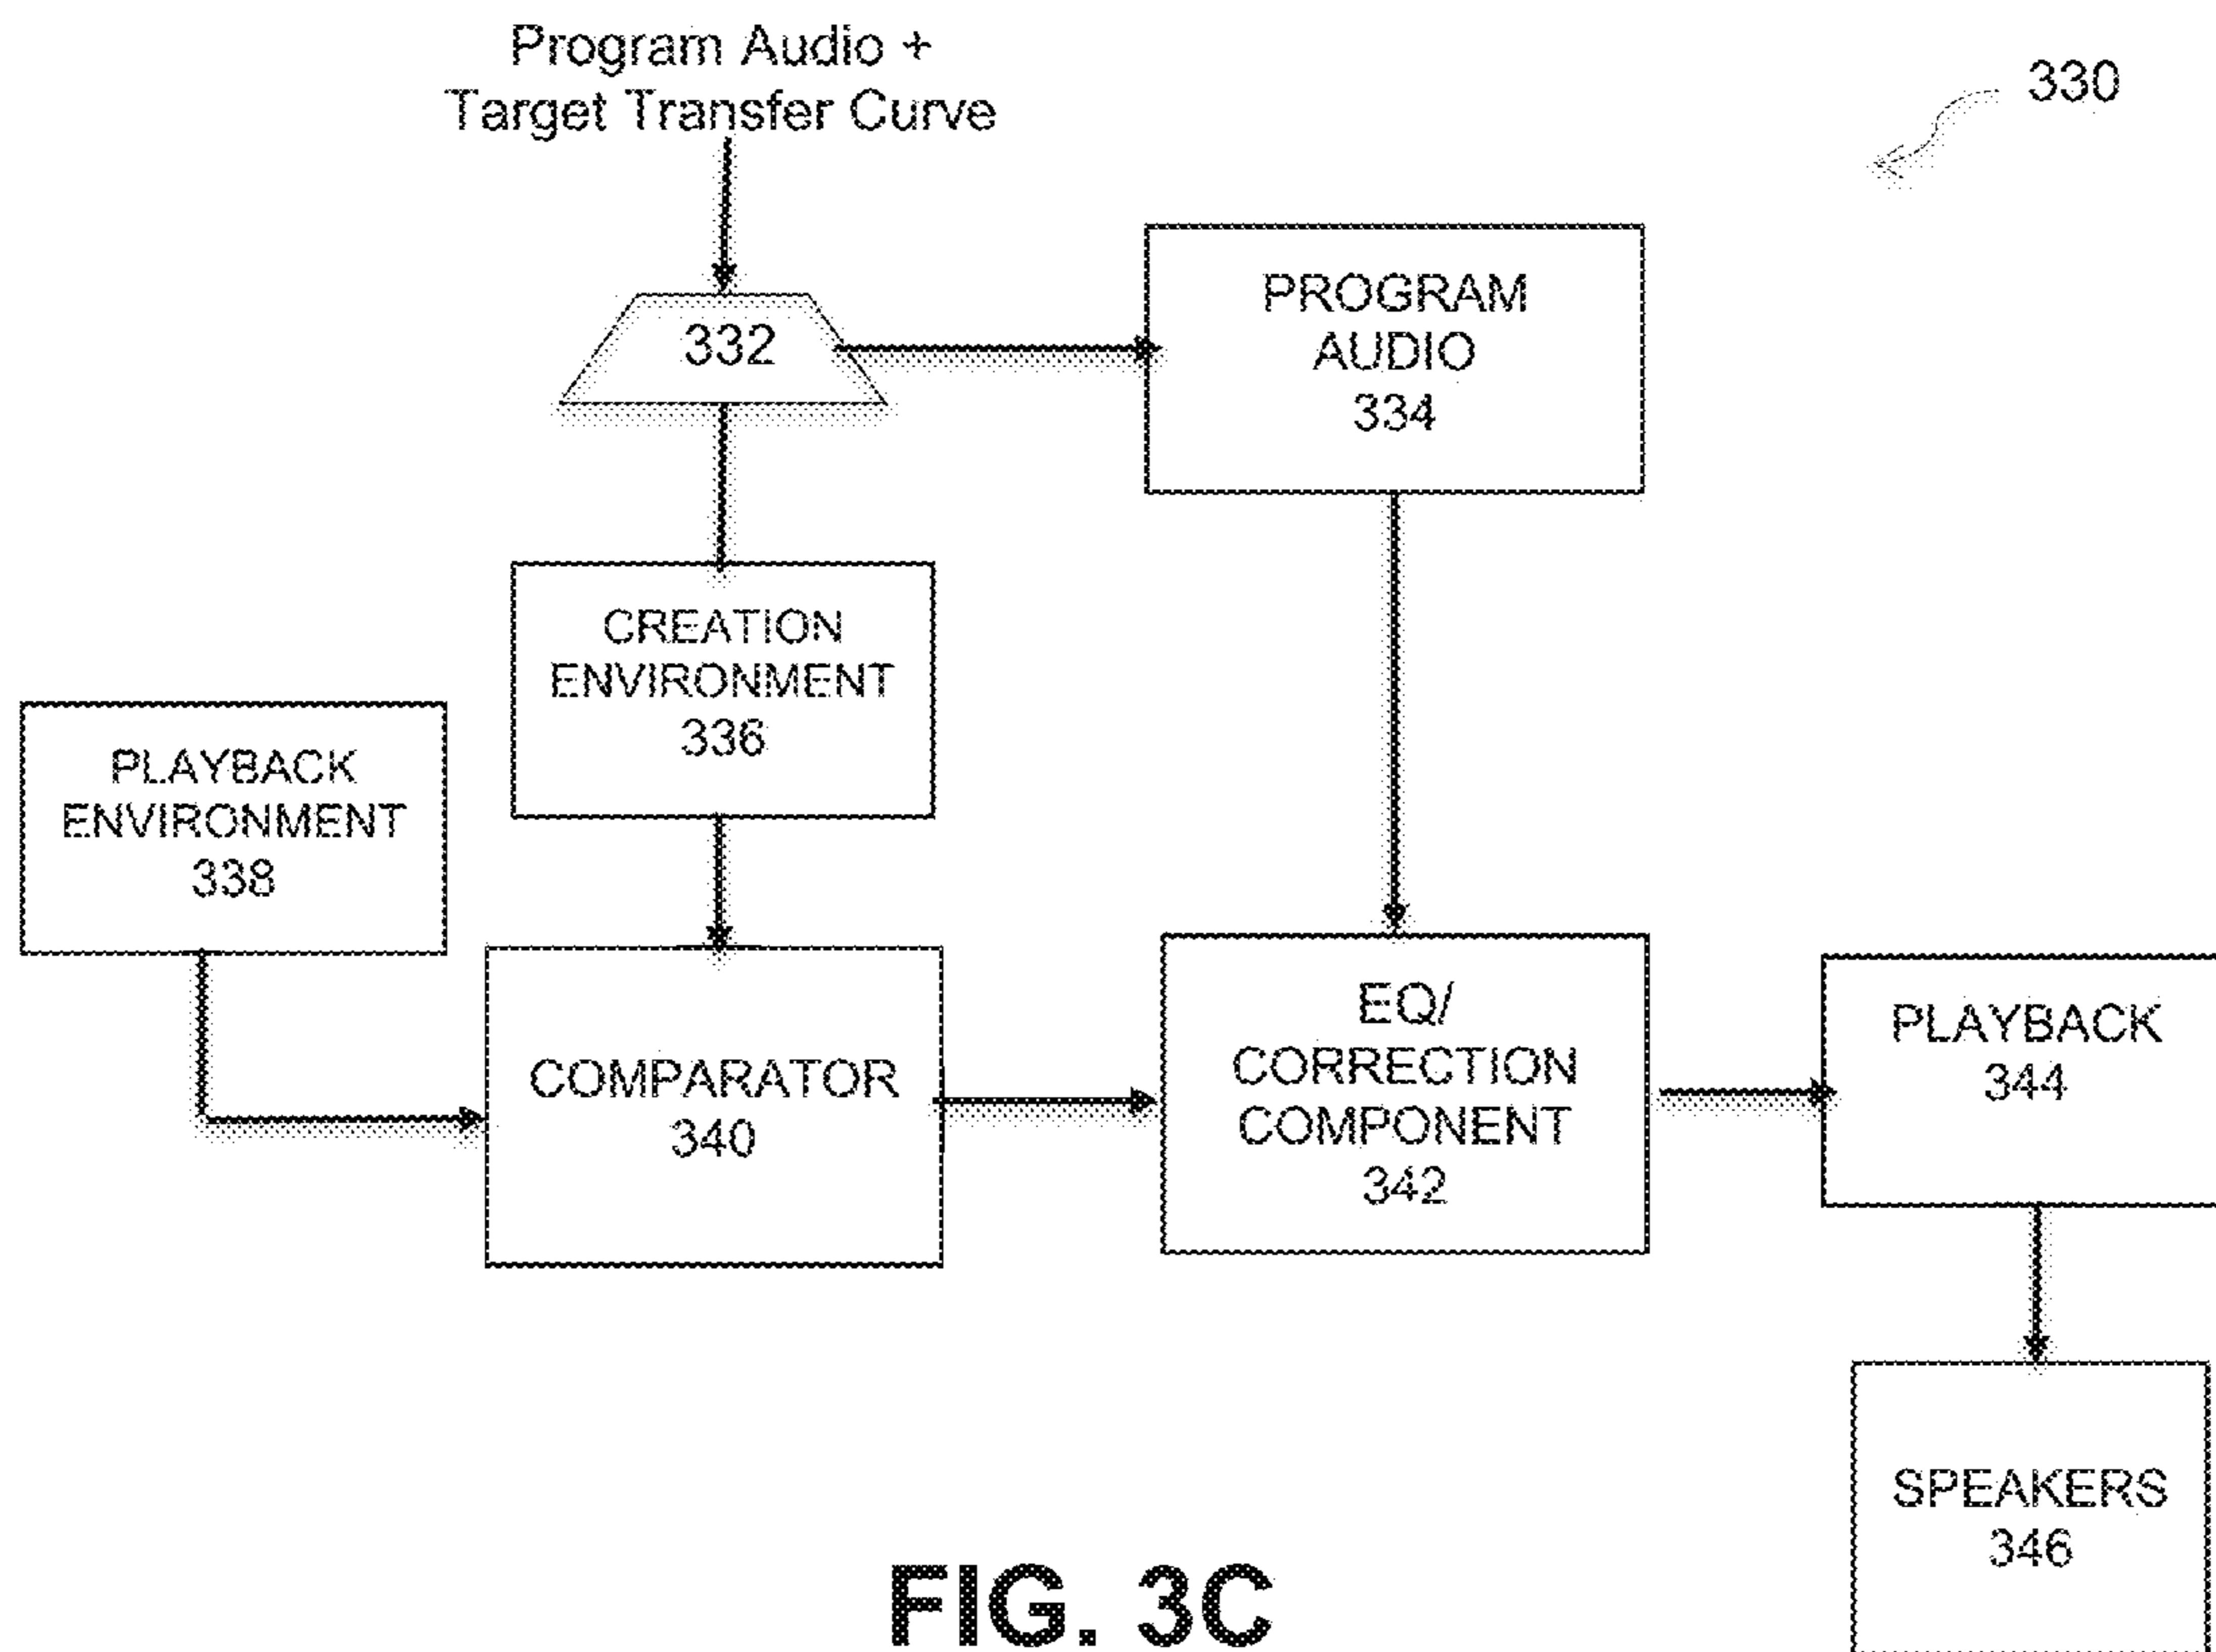 Program Audio +
Target Transfer Curve
330
332
PROGRAM
AUDIO
334
CREATION
ENVIRONMENT
336
PLAYBACK
ENVIRONMENT
338
COMPARATOR
340
EQ/
CORRECTION
COMPONENT
342
PLAYBACK
344
SPEAKERS
346
FIG. 3C